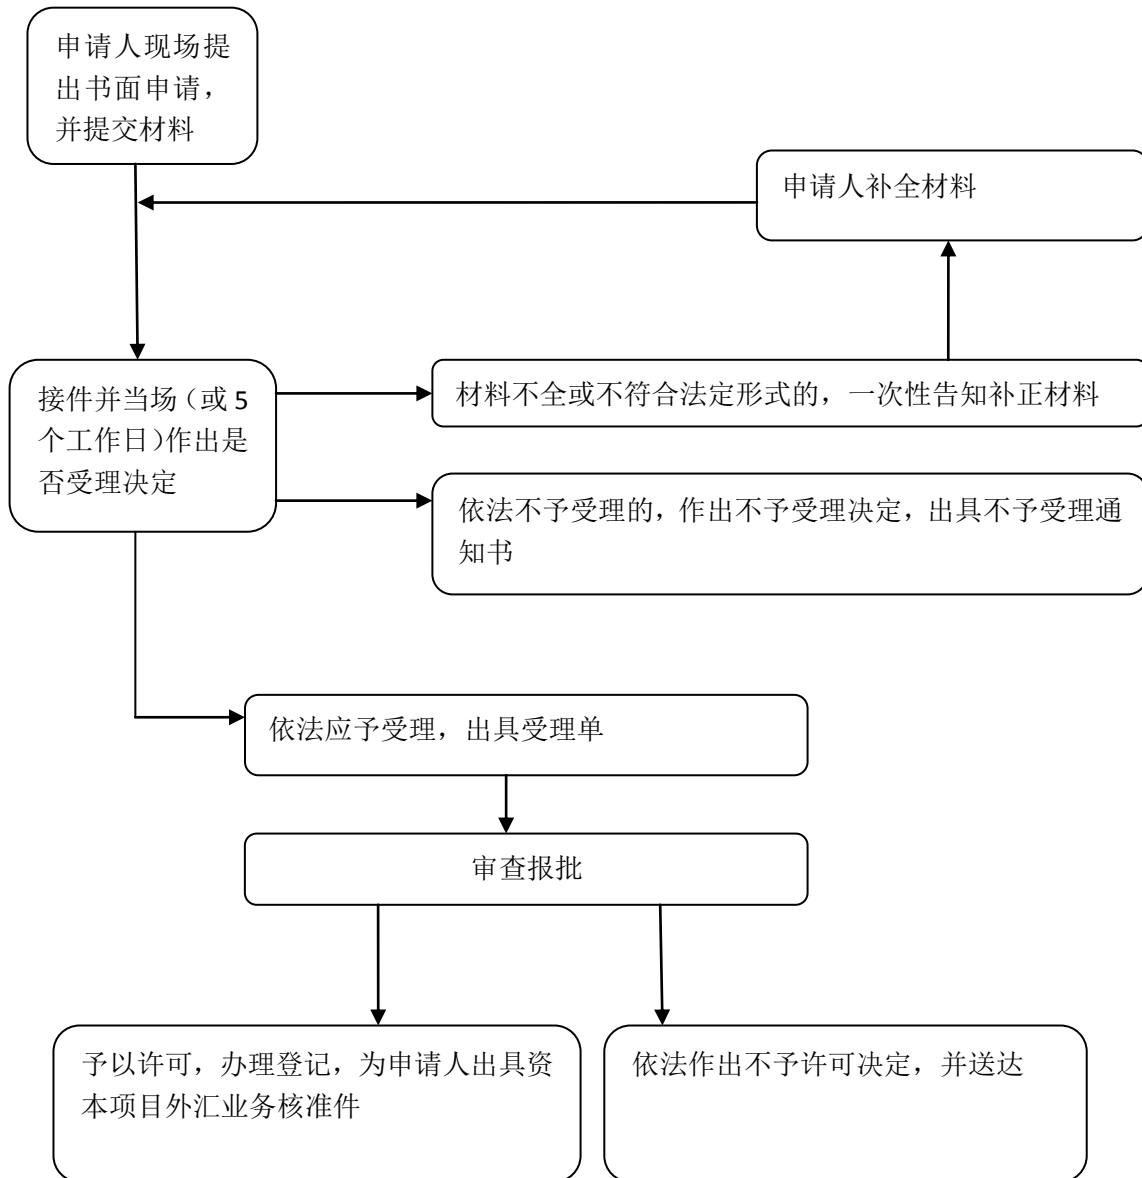 申请人现场提
出书面申请，
并提交材料
申请人补全材料
接件并当场（或 5
个工作日）作出是
否受理决定
材料不全或不符合法定形式的，一次性告知补正材料
依法不予受理的，作出不予受理决定，出具不予受理通
知书
依法应予受理，出具受理单
审查报批
予以许可，办理登记，为申请人出具资
本项目外汇业务核准件
依法作出不予许可决定，并送达